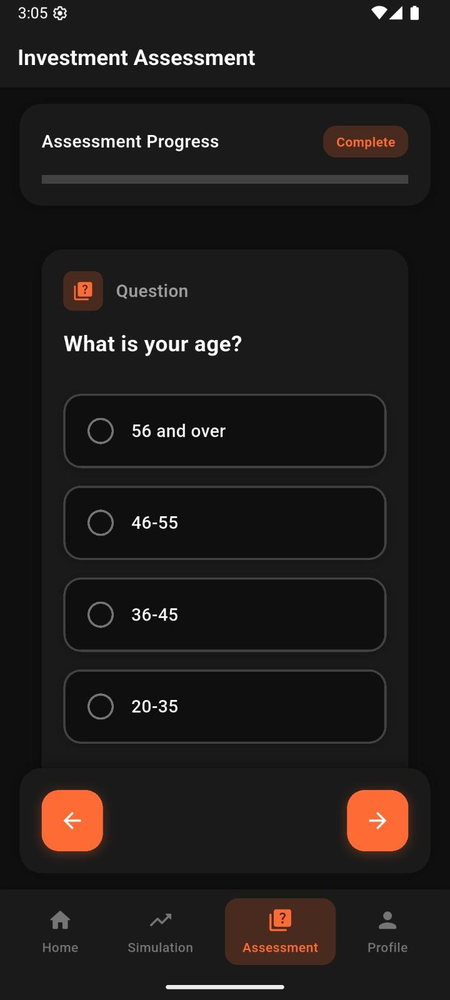 3:05
Investment Assessment
Assessment Progress
Complete
Question
What is your age?
56 and over
46-55
36-45
20-35
Home
Simulation
Assessment
Profile